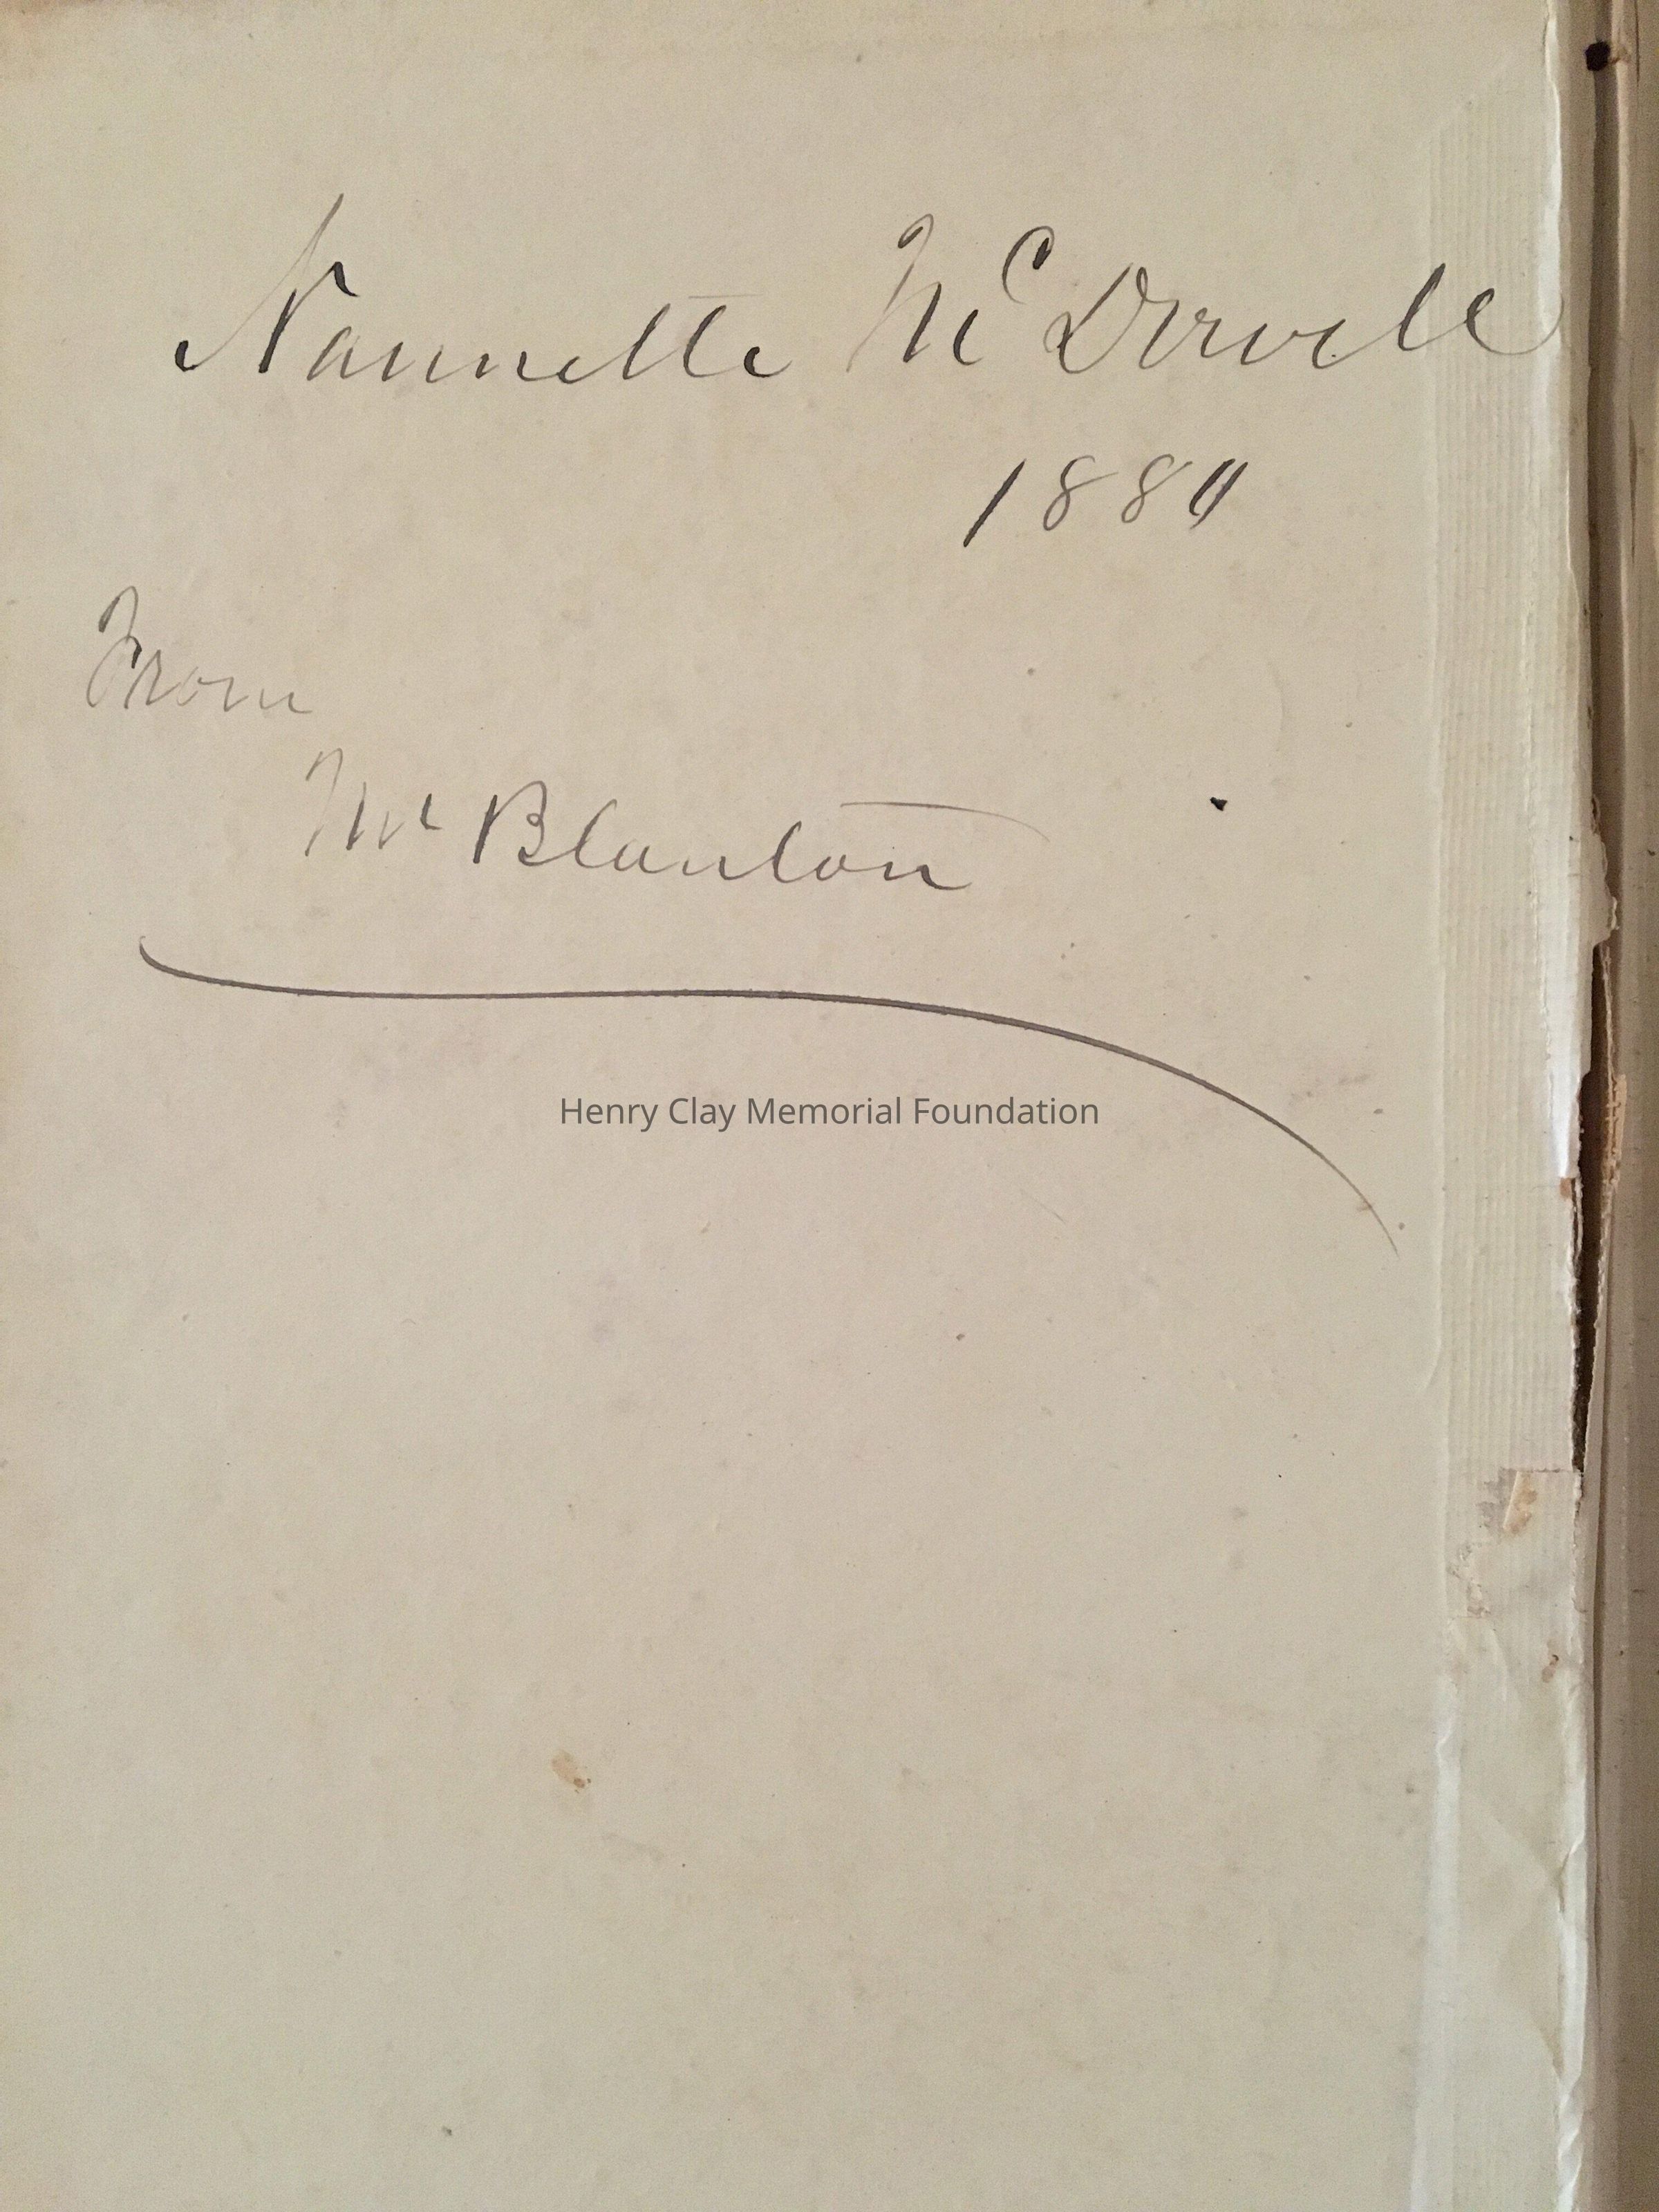 Nannette McDowell
1880
From
Mr Blanton
Henry Clay Memorial Foundation